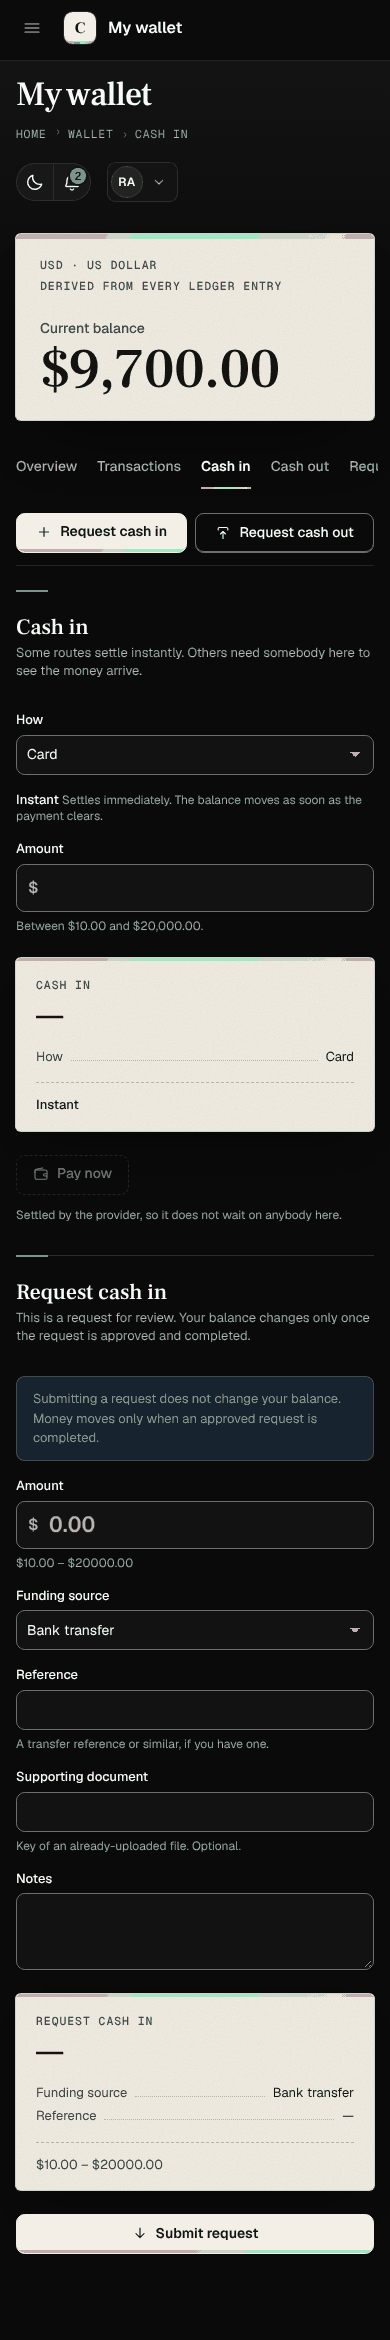 C My wallet
My wallet
HOME › WALLET › CASH IN
2
RA
USD · US DOLLAR
DERIVED FROM EVERY LEDGER ENTRY
Current balance
$9,700.00
Overview Transactions Cash in Cash out Requ
Request cash in Request cash out
Cash in
Some routes settle instantly. Others need somebody here to
see the money arrive.
How
Card
Instant Settles immediately. The balance moves as soon as the
payment clears.
Amount
$
Between $10.00 and $20,000.00.
CASH IN
—
How Card
Instant
Pay now
Settled by the provider, so it does not wait on anybody here.
Request cash in
This is a request for review. Your balance changes only once
the request is approved and completed.
Submitting a request does not change your balance.
Money moves only when an approved request is
completed.
Amount
$ 0.00
$10.00 – $20000.00
Funding source
Bank transfer
Reference
A transfer reference or similar, if you have one.
Supporting document
Key of an already-uploaded file. Optional.
Notes
REQUEST CASH IN
—
Funding source Bank transfer
Reference —
$10.00 – $20000.00
Submit request